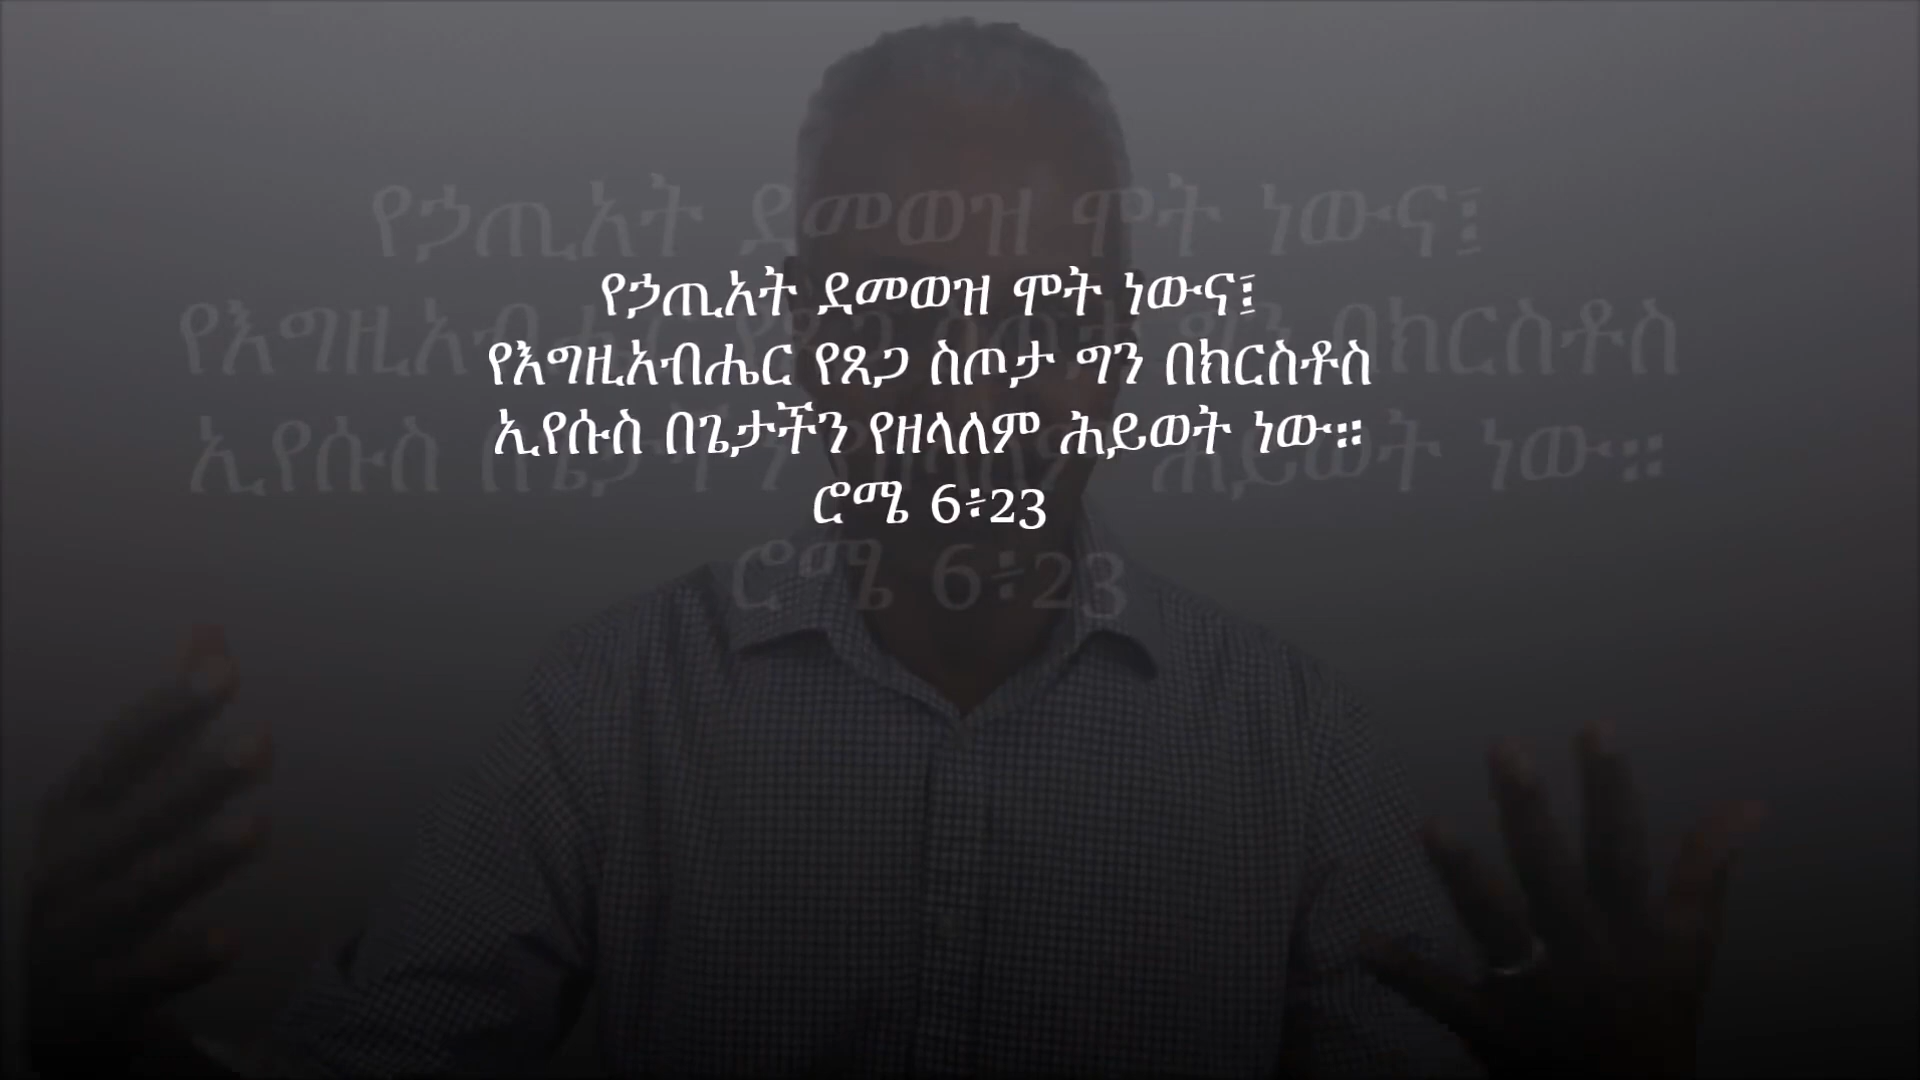 የኃጢአት ደመወዝ ሞት ነውና፤
የእግዚአብሔር የጸጋ ስጦታ ግን በክርስቶስ
ኢየሱስ በጌታችን የዘላለም ሕይወት ነው።
ሮሜ 6፥23